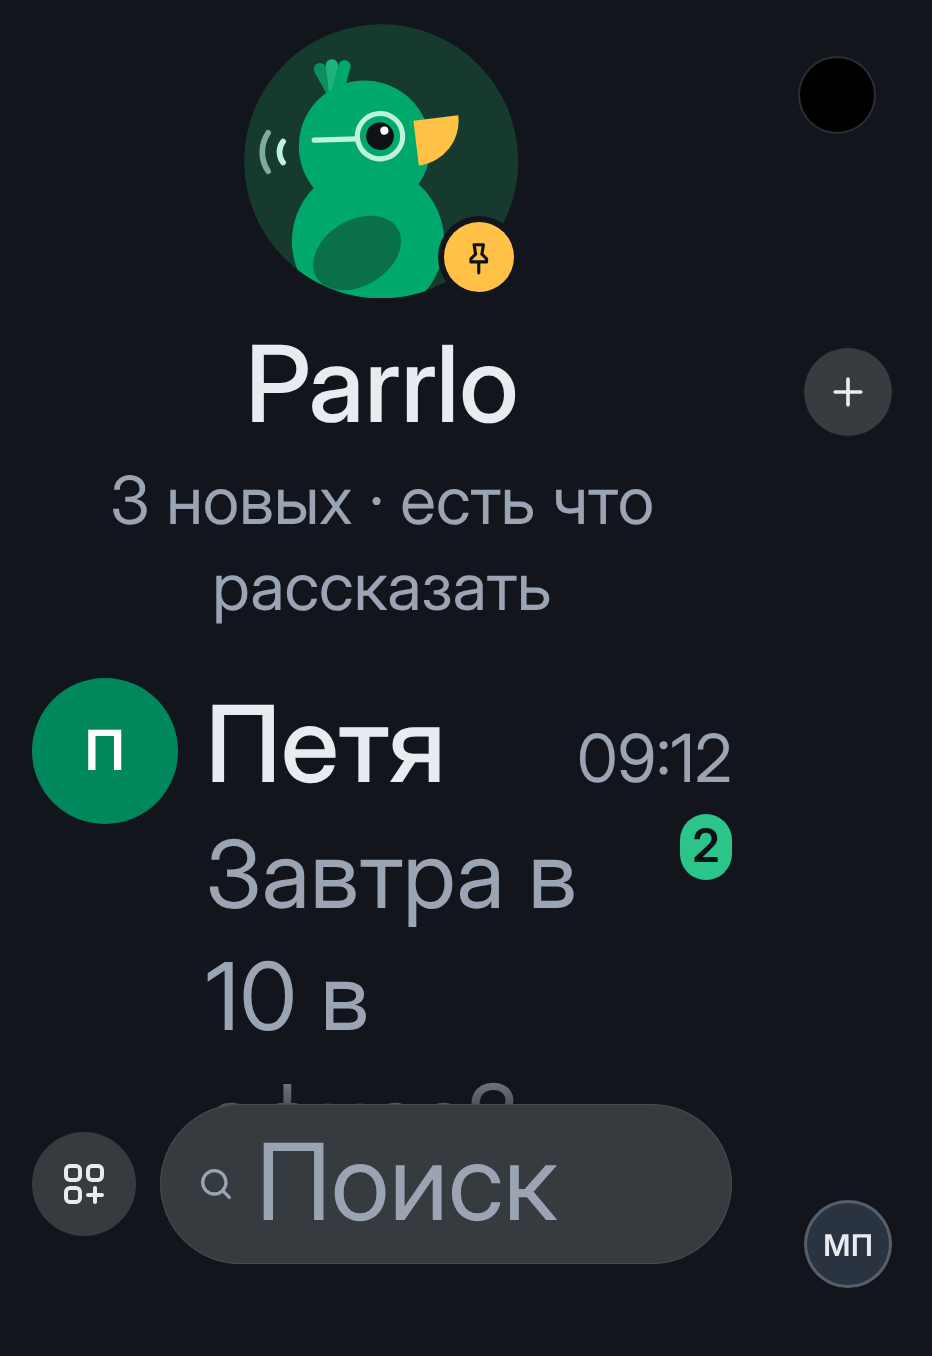 Parrlo
3 новых · есть что
рассказать
П
Петя
09:12
Завтра в
2
10 в
Поиск
МП